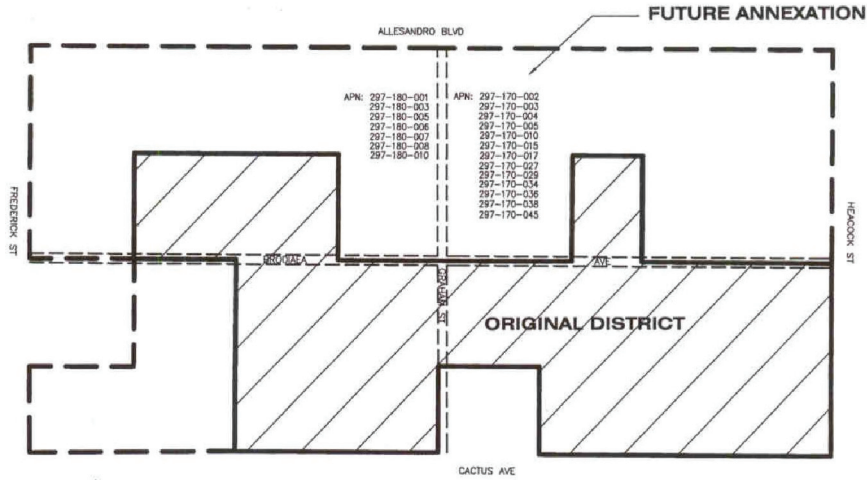 FUTURE ANNEXATION
ALLESANDRO BLVD
APN: 297-180-001
297-180-003
297-180-005
297-180-006
297-180-007
297-180-008
297-180-010
APN: 297-170-002
297-170-003
297-170-004
297-170-005
297-170-010
297-170-015
297-170-017
297-170-027
297-170-029
297-170-034
297-170-036
297-170-038
297-170-045
FREDERICK ST
HEACOCK ST
BRODIAEA
AVE
GRAHAM ST
ORIGINAL DISTRICT
CACTUS AVE